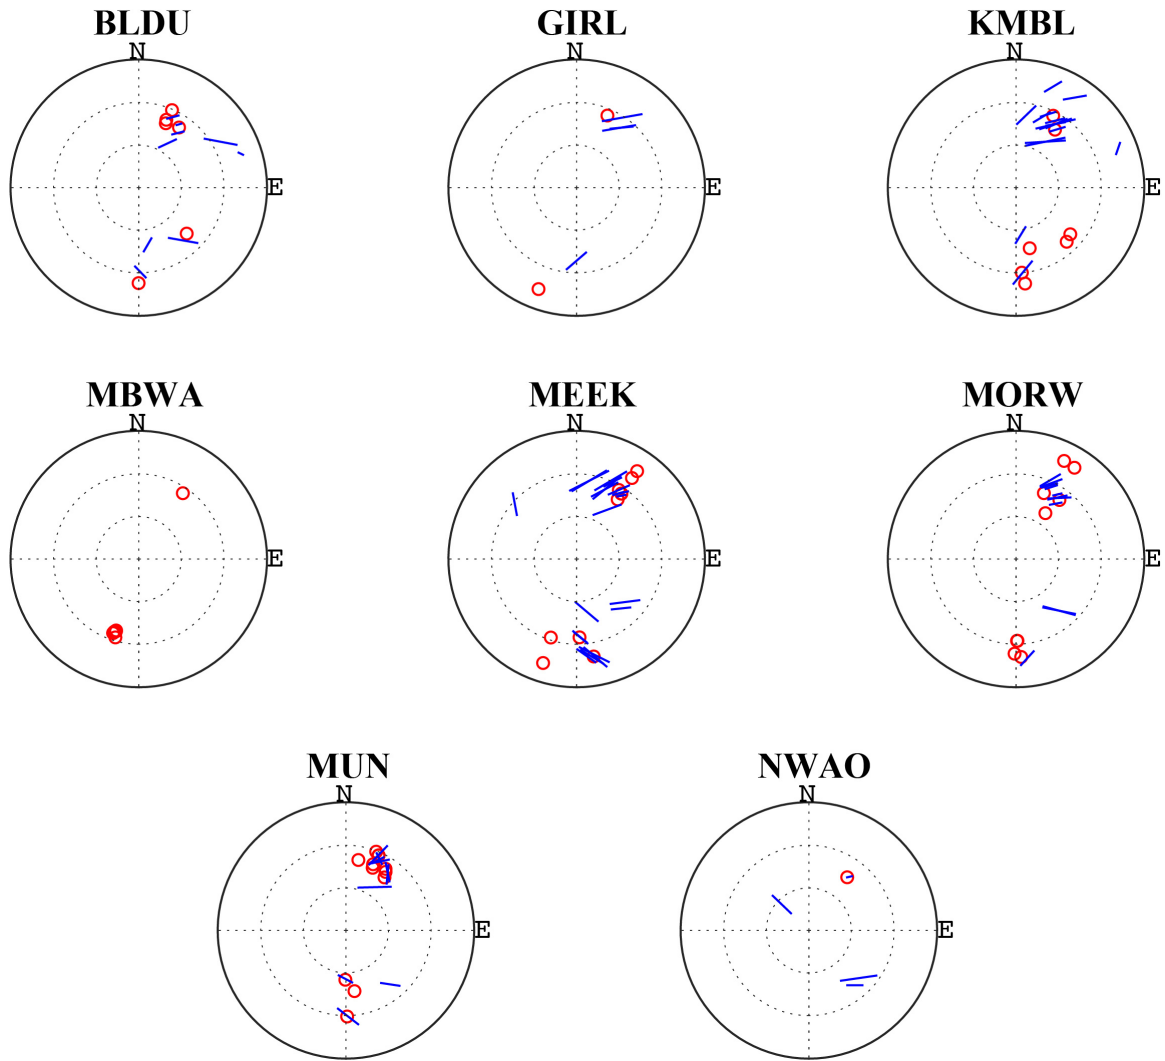 BLDU GIRL KMBL
N N N
E E E
MBWA MEEK MORW
N N N
E E E
MUN NWAO
N N
E E